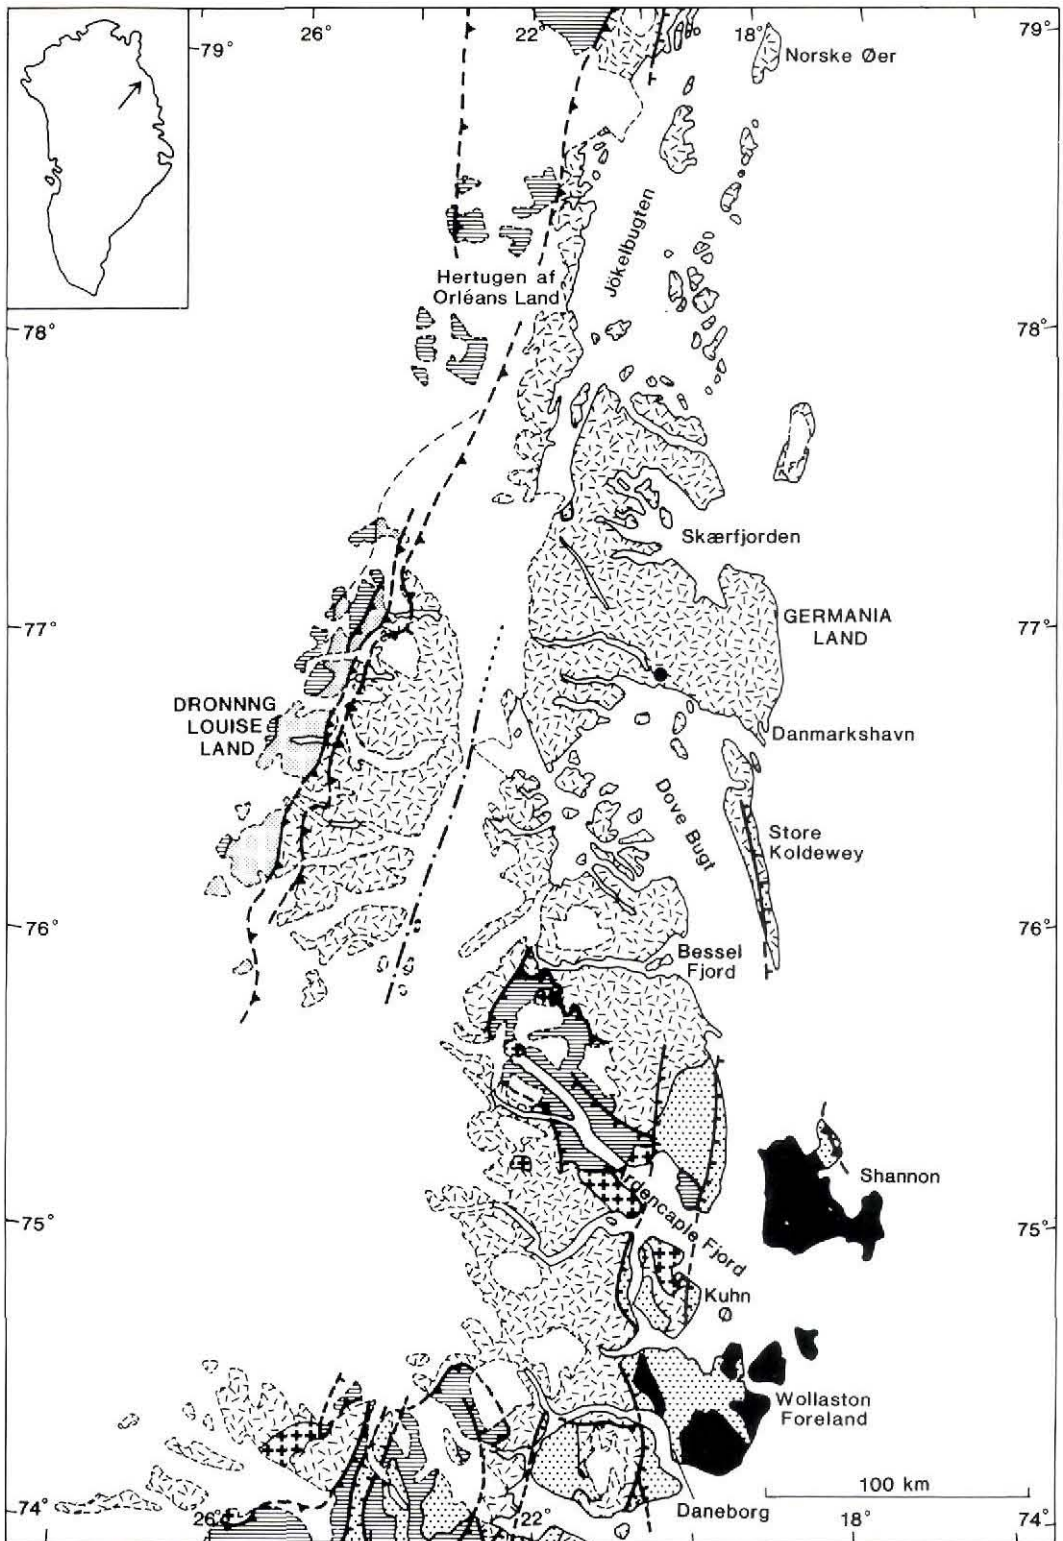 79°
26°
22°
18°
79°
Norske Øer
Jökelbugten
Hertugen af
Orléans Land
78°
78°
Skærfjorden
77°
GERMANIA
LAND
77°
DRONNNG
LOUISE
LAND
Danmarkshavn
Dove Bugt
Store
Koldewey
76°
76°
Bessel
Fjord
Shannon
rdencaple Fjord
75°
75°
Kuhn
Ø
Wollaston
Foreland
100 km
74°
26°
22°
Daneborg
18°
74°